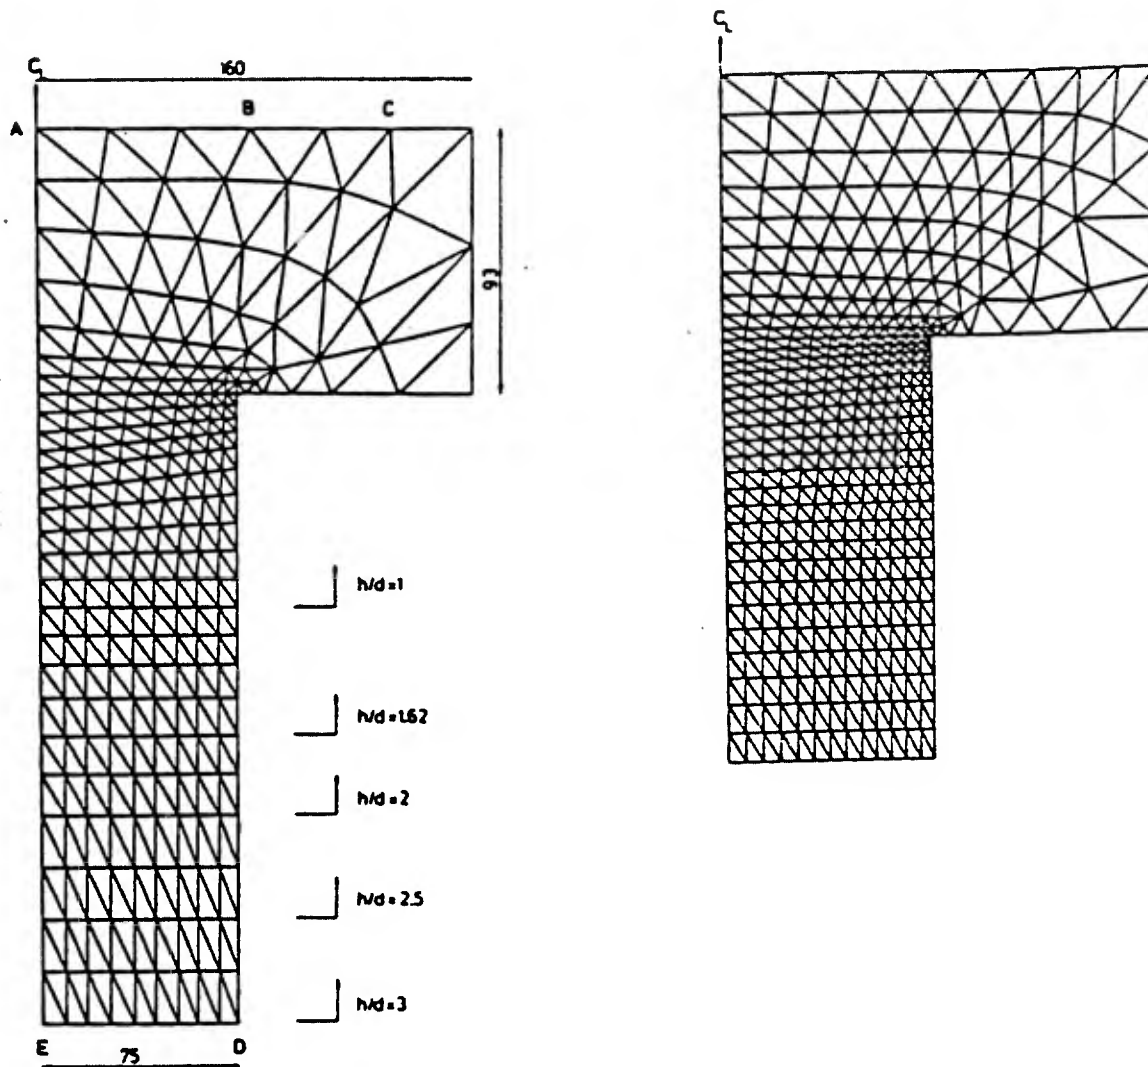 C L
160
A
B
C
93
h/d = 1
h/d = 1.62
h/d = 2
h/d = 2.5
h/d = 3
E
D
75
C L